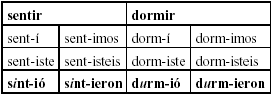 sentir dormir
sent-í sent-imos dorm-í dorm-imos
sent-iste sent-isteis dorm-iste dorm-isteis
sint-ió sint-ieron durm-ió durm-ieron